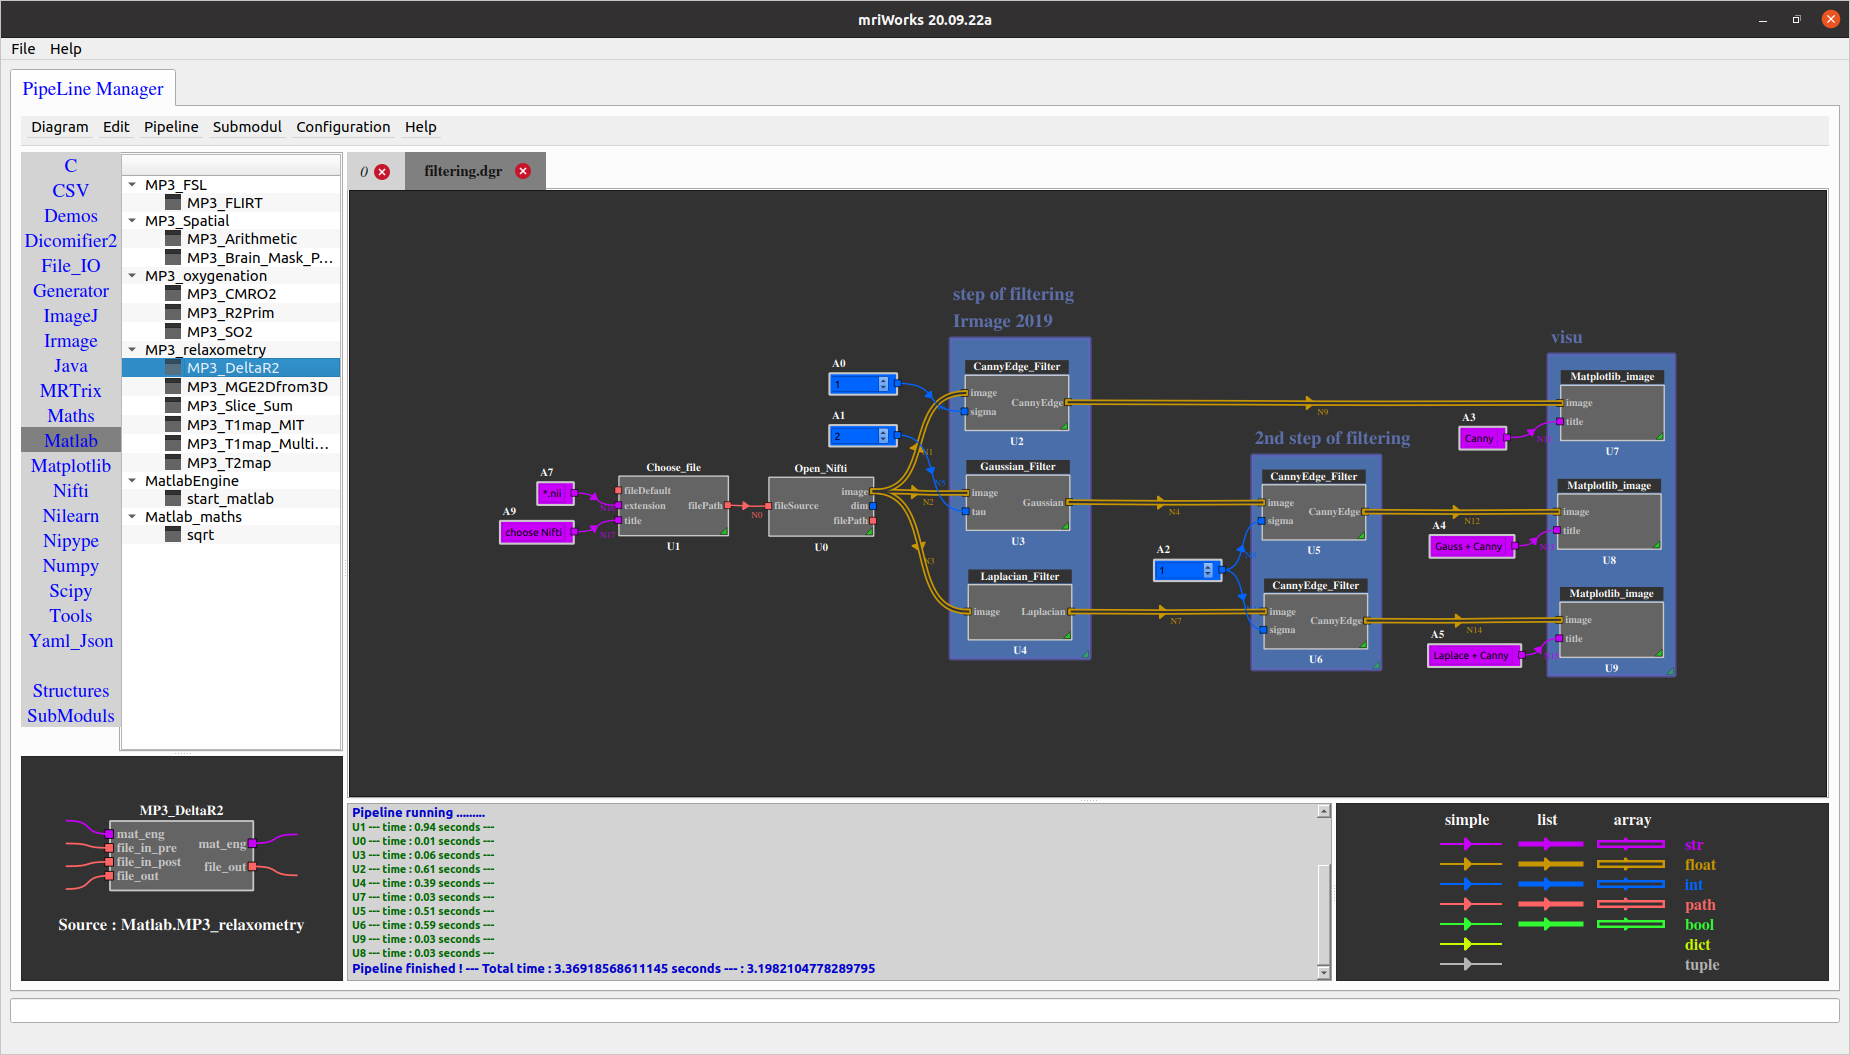 mriWorks 20.09.22a
File Help
PipeLine Manager
Diagram Edit Pipeline Submodul Configuration Help
C
CSV
Demos
Dicomifier2
File_IO
Generator
ImageJ
Irmage
Java
MRTrix
Maths
Matlab
Matplotlib
Nifti
Nilearn
Nipype
Numpy
Scipy
Tools
Yaml_Json
Structures
SubModuls
MP3_FSL
MP3_FLIRT
MP3_Spatial
MP3_Arithmetic
MP3_Brain_Mask_P...
MP3_oxygenation
MP3_CMRO2
MP3_R2Prim
MP3_SO2
MP3_relaxometry
MP3_DeltaR2
MP3_MGE2Dfrom3D
MP3_Slice_Sum
MP3_T1map_MIT
MP3_T1map_Multi...
MP3_T2map
MatlabEngine
start_matlab
Matlab_maths
sqrt
0
filtering.dgr
A7
*.nii
A9
choose Nifti
Choose_file
fileDefault
extension
title
filePath
U1
N0
Open_Nifti
fileSource
image
dim
filePath
U0
A0
1
A1
2
N1
N5
N2
N3
step of filtering
Irmage 2019
CannyEdge_Filter
image
sigma
CannyEdge
U2
Gaussian_Filter
image
tau
Gaussian
U3
Laplacian_Filter
image
Laplacian
U4
N9
N4
N7
A2
1
2nd step of filtering
CannyEdge_Filter
image
sigma
CannyEdge
U5
CannyEdge_Filter
image
sigma
CannyEdge
U6
N12
N14
A3
Canny
A4
Gauss + Canny
A5
Laplace + Canny
visu
Matplotlib_image
image
title
U7
Matplotlib_image
image
title
U8
Matplotlib_image
image
title
U9
MP3_DeltaR2
mat_eng
file_in_pre
file_in_post
file_out
mat_eng
file_out
Source : Matlab.MP3_relaxometry
Pipeline running .........
U1 --- time : 0.94 seconds ---
U0 --- time : 0.01 seconds ---
U3 --- time : 0.06 seconds ---
U2 --- time : 0.61 seconds ---
U4 --- time : 0.39 seconds ---
U7 --- time : 0.03 seconds ---
U5 --- time : 0.51 seconds ---
U6 --- time : 0.59 seconds ---
U9 --- time : 0.03 seconds ---
U8 --- time : 0.03 seconds ---
Pipeline finished ! --- Total time : 3.36918568611145 seconds --- : 3.1982104778289795
simple list array
str
float
int
path
bool
dict
tuple